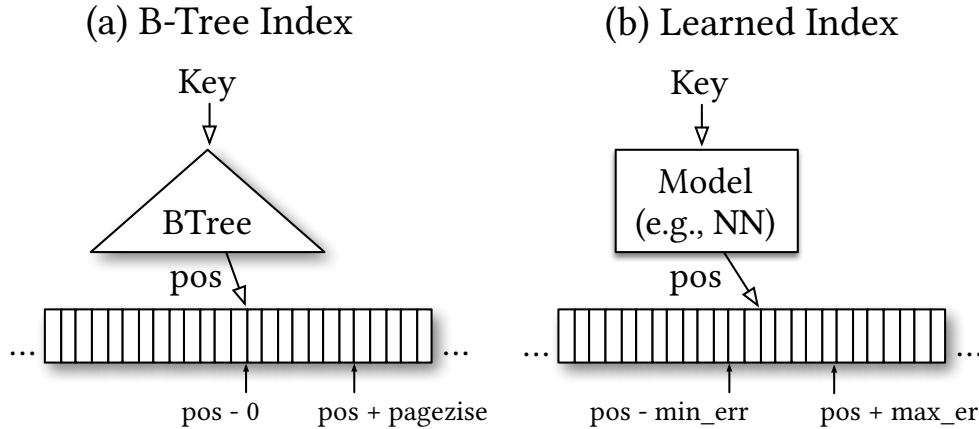 (a) B-Tree Index
Key
BTree
pos
... ...
pos - 0 pos + pagezise
(b) Learned Index
Key
Model
(e.g., NN)
pos
... ...
pos - min_err pos + max_er